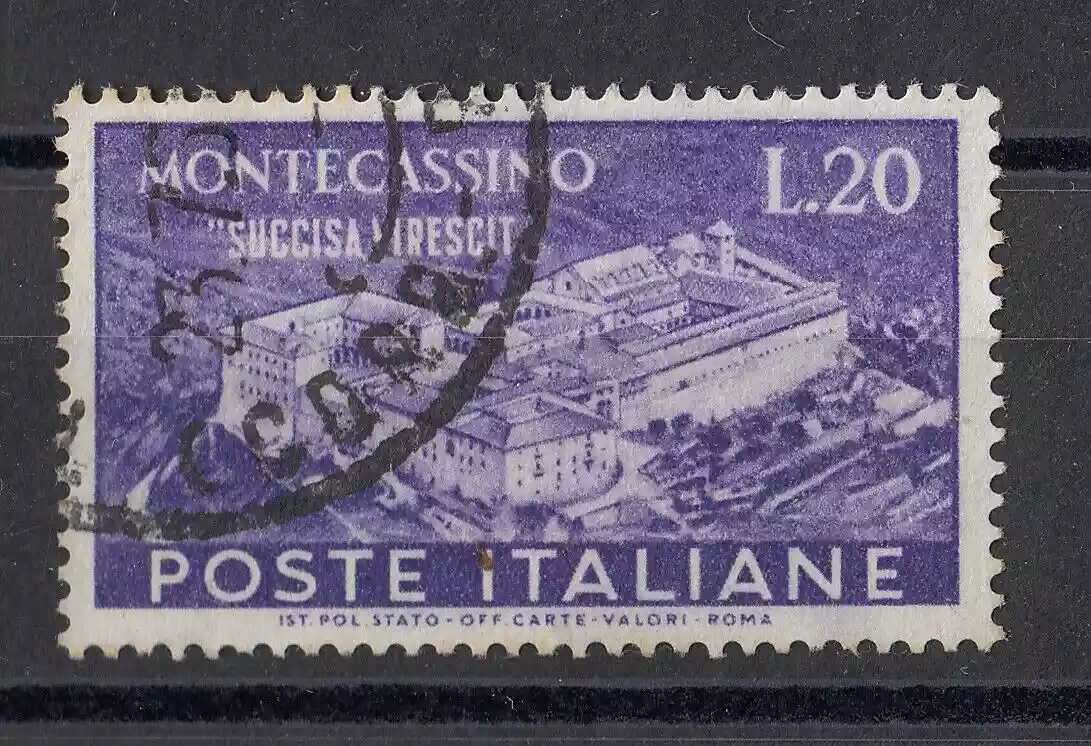 MONTECASSINO
L.20
"SUCCISA VIRESCIT"
POSTE ITALIANE
IST. POL. STATO - OFF. CARTE - VALORI - ROMA